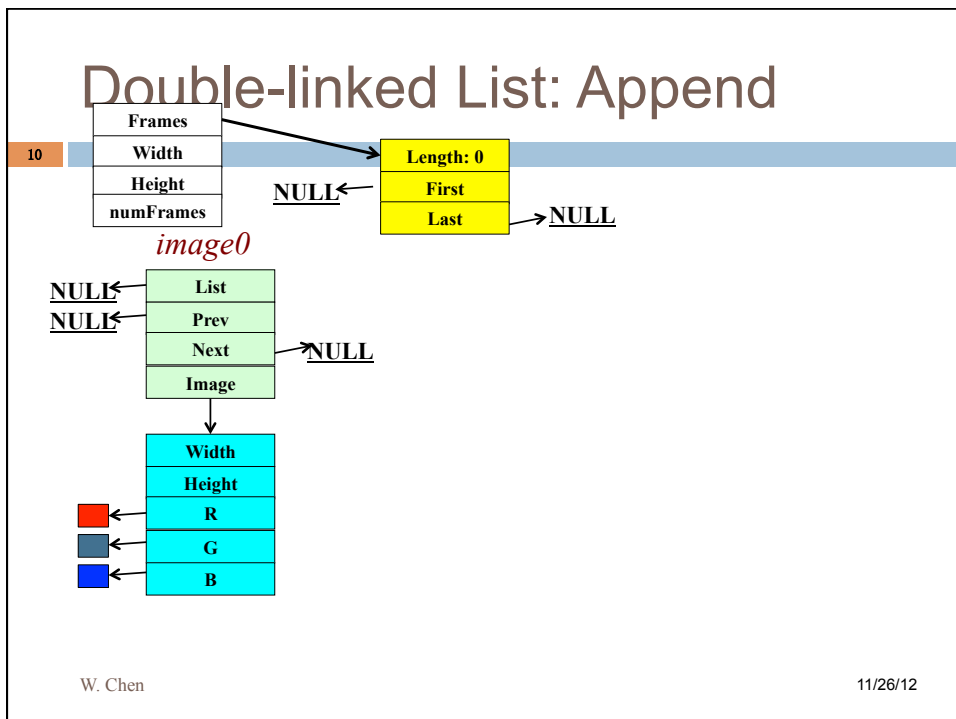 Double-linked List: Append
10
Frames
Width
Height
numFrames
Length: 0
First
Last
NULL
NULL
image0
List
Prev
Next
Image
NULL
NULL
NULL
Width
Height
R
G
B
W. Chen
11/26/12